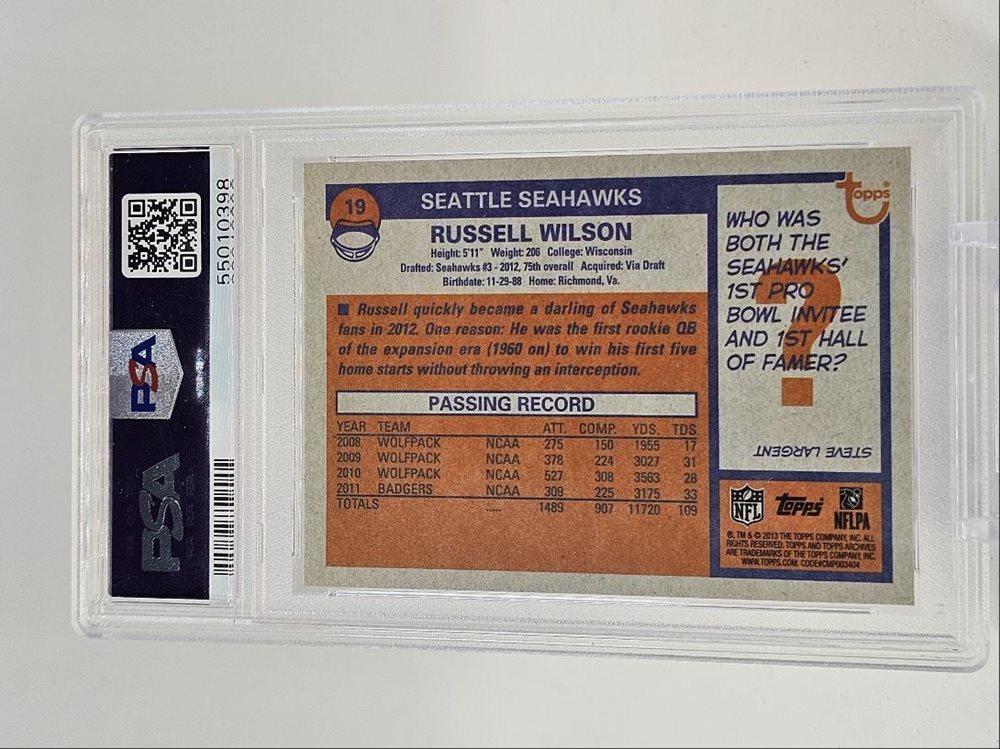 55010398
PSA
PSA
19
SEATTLE SEAHAWKS
RUSSELL WILSON
Height: 5'11" Weight: 206 College: Wisconsin
Drafted: Seahawks #3 - 2012, 75th overall Acquired: Via Draft
Birthdate: 11-29-88 Home: Richmond, Va.
Russell quickly became a darling of Seahawks
fans in 2012. One reason: He was the first rookie QB
of the expansion era (1960 on) to win his first five
home starts without throwing an interception.
PASSING RECORD
YEAR TEAM ATT. COMP. YDS. TDS.
2008 WOLFPACK NCAA 275 150 1955 17
2009 WOLFPACK NCAA 378 224 3027 31
2010 WOLFPACK NCAA 527 308 3563 28
2011 BADGERS NCAA 309 225 3175 33
TOTALS ..... 1489 907 11720 109
topps
WHO WAS
BOTH THE
SEAHAWKS'
1ST PRO
BOWL INVITEE
AND 1ST HALL
OF FAMER?
?
STEVE LARGENT
NFL
topps
NFLPA
®, TM & © 2013 THE TOPPS COMPANY, INC. ALL
RIGHTS RESERVED. TOPPS AND TOPPS ARCHIVES
ARE TRADEMARKS OF THE TOPPS COMPANY, INC.
WWW.TOPPS.COM. CODE#CMP003404